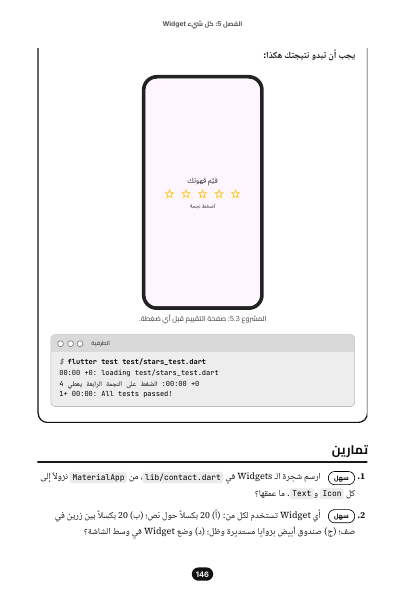 الفصل 5: كل شيء Widget
يجب أن تبدو نتيجتك هكذا:
قيّم قهوتك
اضغط نجمة
المشروع 5.3: صفحة التقييم قبل أي ضغطة.
الطرفية
$ flutter test test/stars_test.dart
00:00 +0: loading test/stars_test.dart
00:00 +0: الضغط على النجمة الرابعة يعطي 4
00:00 +1: All tests passed!
تمارين
1. سهل ارسم شجرة الـ Widgets في lib/contact.dart، من MaterialApp نزولاً إلى
كل Icon و Text. ما عمقها؟
2. سهل أي Widget تستخدم لكل من: (أ) 20 بكسلاً حول نص؛ (ب) 20 بكسلاً بين زرين في
صف؛ (ج) صندوق أبيض بزوايا مستديرة وظل؛ (د) وضع Widget في وسط الشاشة؟
146